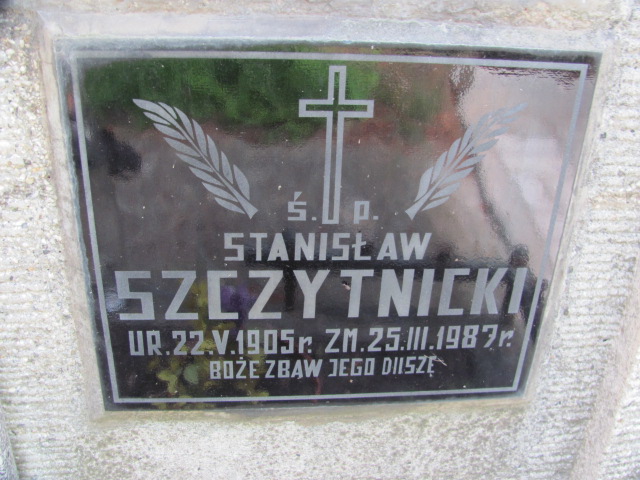 Ś. P.
STANISŁAW
SZCZYTNICKI
UR. 22.V.1905r. ZM. 25.III.1987r.
BOŻE ZBAW JEGO DUSZĘ